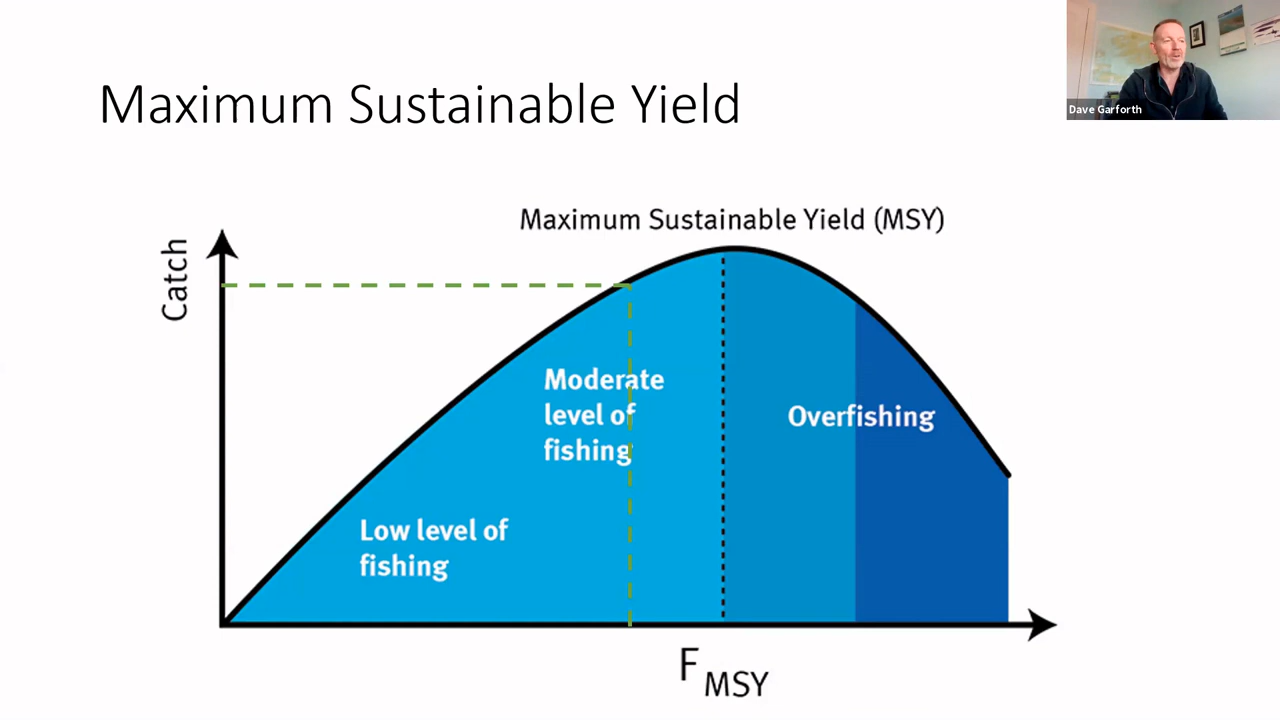 Maximum Sustainable Yield
Dave Garforth
Maximum Sustainable Yield (MSY)
Catch
Moderate
level of
fishing
Overfishing
Low level of
fishing
F MSY